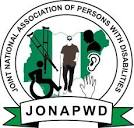 JOINT NATIONAL ASSOCIATION OF PERSONS WITH DISABILITIES
JONAPWD